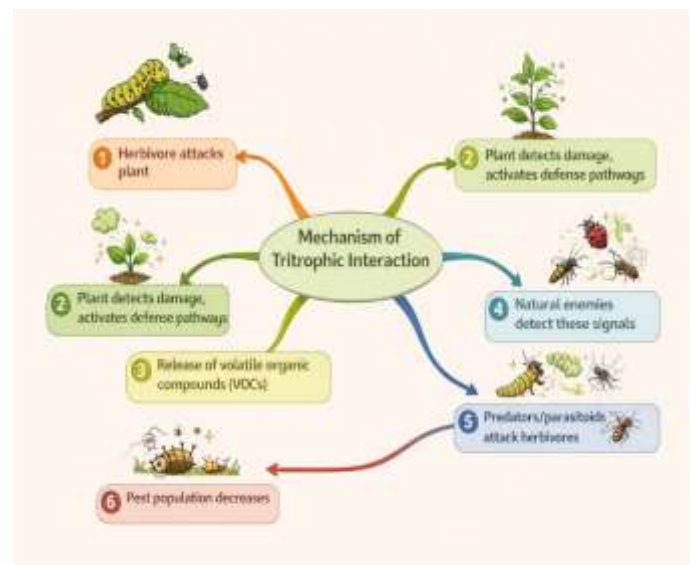 1 Herbivore attacks
plant
2 Plant detects damage,
activates defense pathways
Mechanism of
Tritrophic Interaction
2 Plant detects damage,
activates defense pathways
4 Natural enemies
detect these signals
3 Release of volatile organic
compounds (VOCs)
5 Predators/parasitoids
attack herbivores
6 Pest population decreases